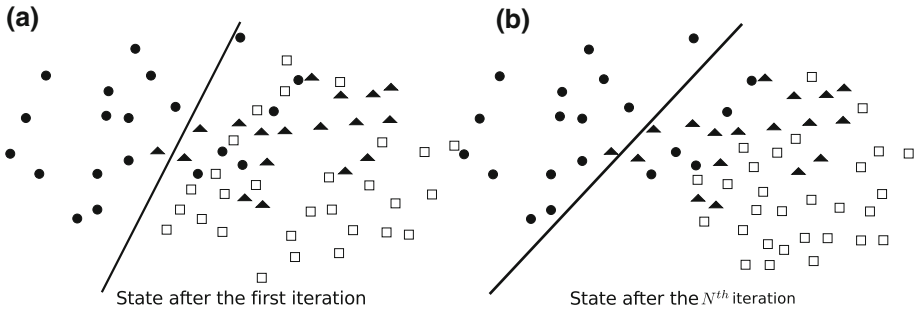 (a)
(b)
State after the first iteration
State after the Nth iteration